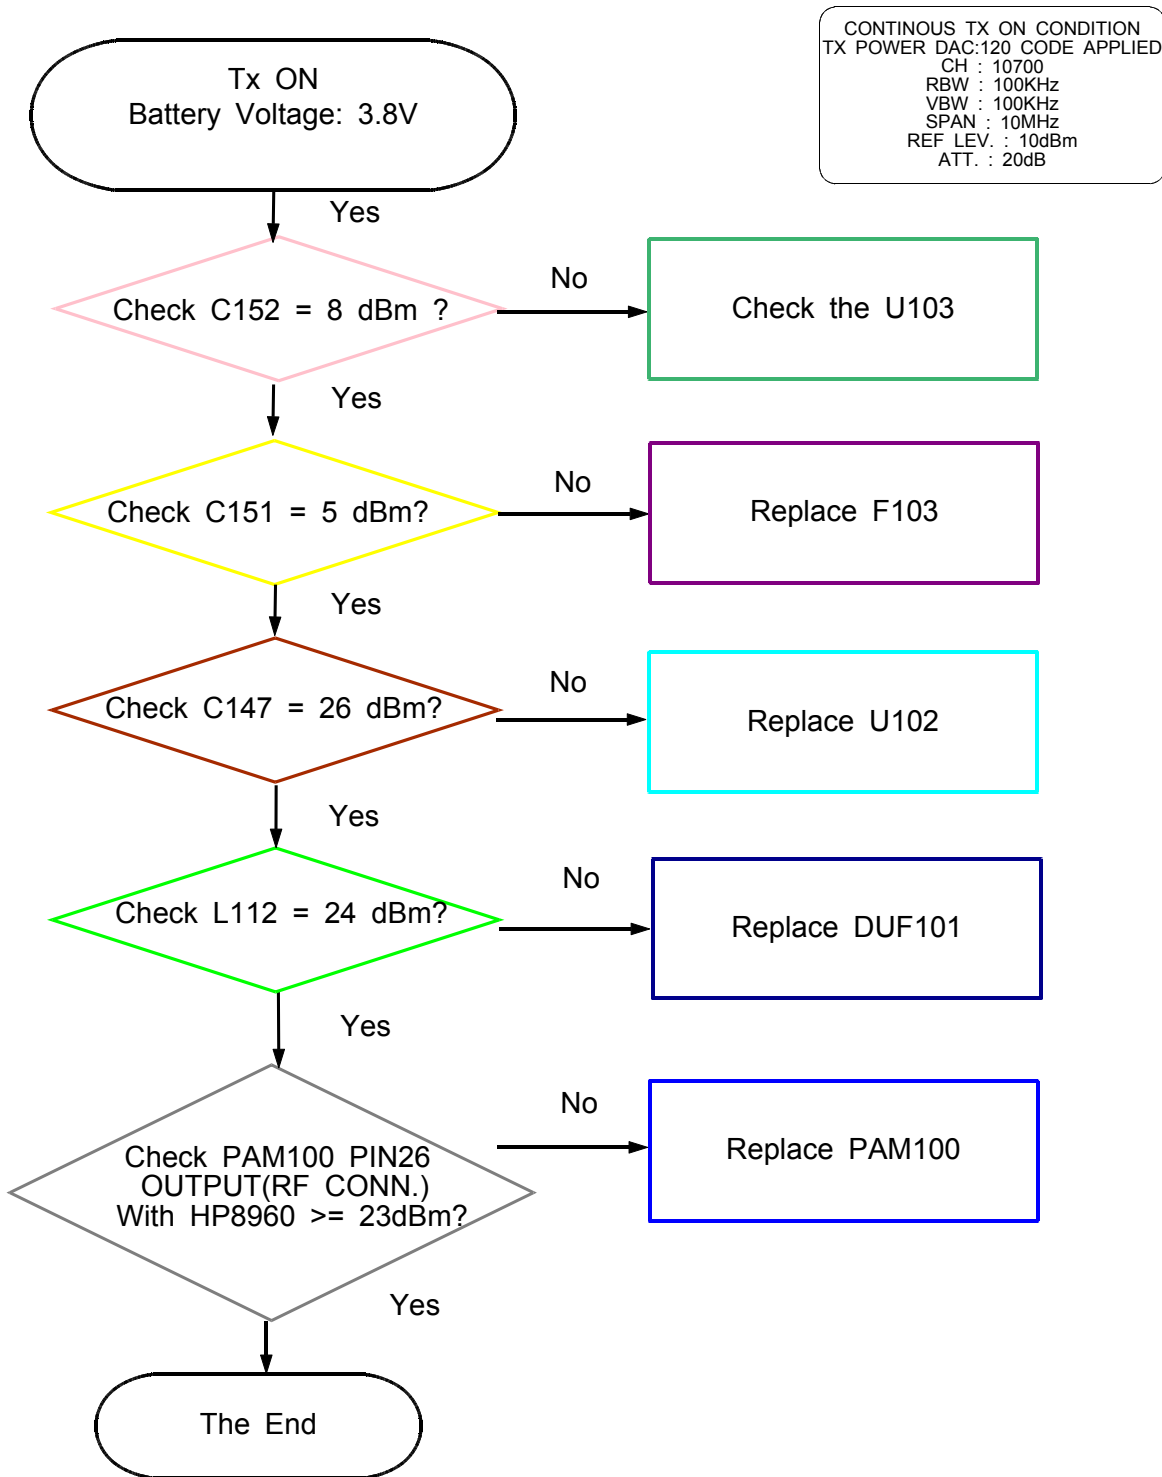 CONTINOUS TX ON CONDITION
TX POWER DAC:120 CODE APPLIED
CH : 10700
RBW : 100KHz
VBW : 100KHz
SPAN : 10MHz
REF LEV. : 10dBm
ATT. : 20dB
Tx ON
Battery Voltage: 3.8V
Yes
Check C152 = 8 dBm ?
No
Check the U103
Yes
Check C151 = 5 dBm?
No
Replace F103
Yes
Check C147 = 26 dBm?
No
Replace U102
Yes
Check L112 = 24 dBm?
No
Replace DUF101
Yes
Check PAM100 PIN26
OUTPUT(RF CONN.)
With HP8960 >= 23dBm?
No
Replace PAM100
Yes
The End